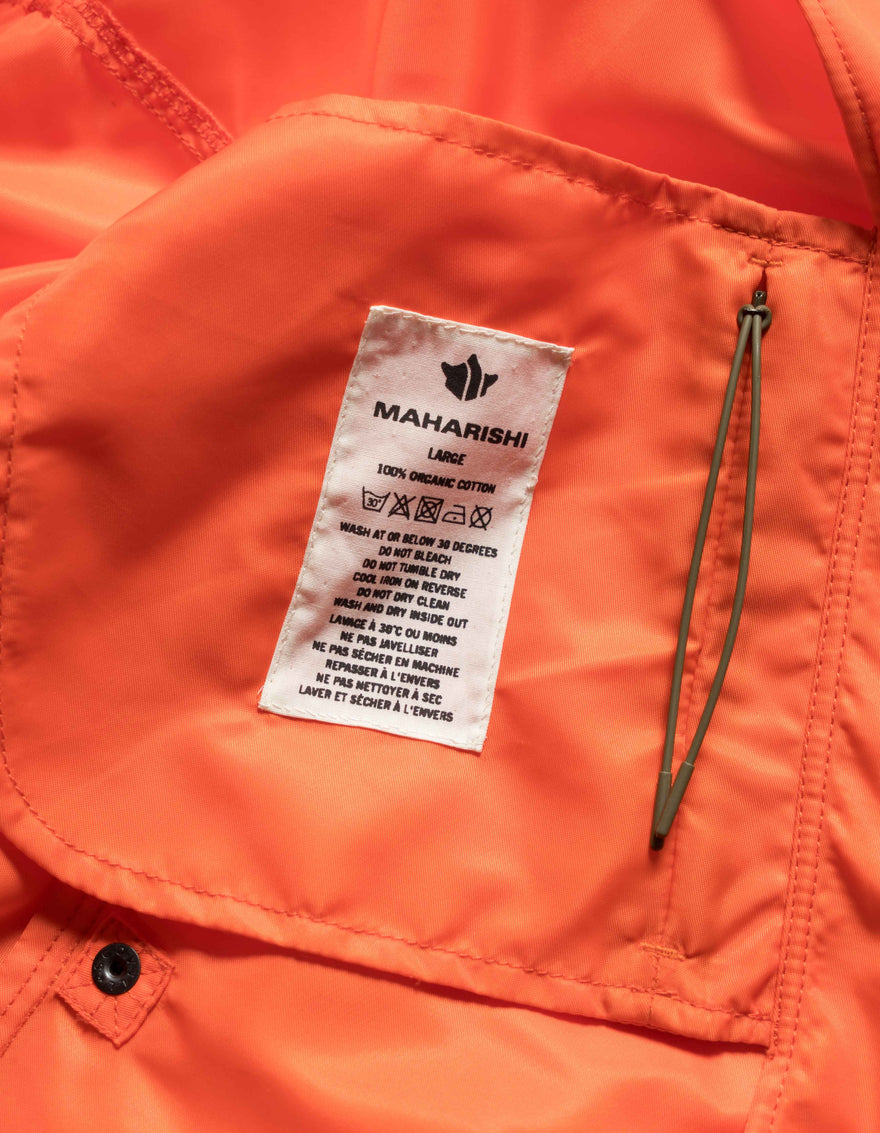 MAHARISHI
LARGE
100% ORGANIC COTTON
30°
WASH AT OR BELOW 30 DEGREES
DO NOT BLEACH
DO NOT TUMBLE DRY
COOL IRON ON REVERSE
DO NOT DRY CLEAN
WASH AND DRY INSIDE OUT
LAVAGE À 30°C OU MOINS
NE PAS JAVELLISER
NE PAS SÉCHER EN MACHINE
REPASSER À L'ENVERS
NE PAS NETTOYER À SEC
LAVER ET SÉCHER À L'ENVERS